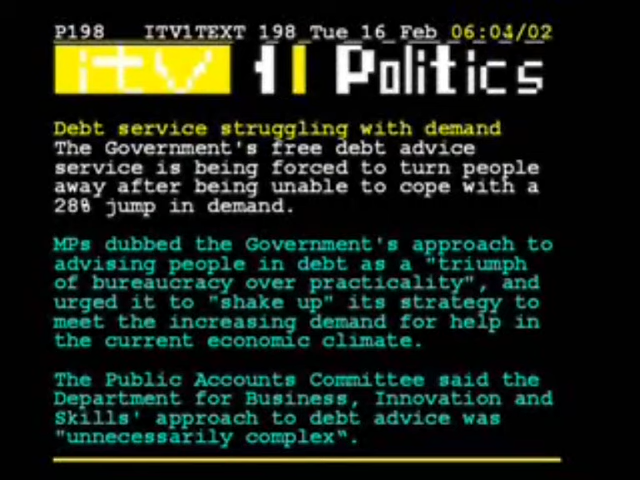 P198 ITV1TEXT 198 Tue 16 Feb 06:04/02
itv 1 Politics
Debt service struggling with demand
The Government's free debt advice
service is being forced to turn people
away after being unable to cope with a
28% jump in demand.
MPs dubbed the Government's approach to
advising people in debt as a "triumph
of bureaucracy over practicality", and
urged it to "shake up" its strategy to
meet the increasing demand for help in
the current economic climate.
The Public Accounts Committee said the
Department for Business, Innovation and
Skills' approach to debt advice was
"unnecessarily complex".